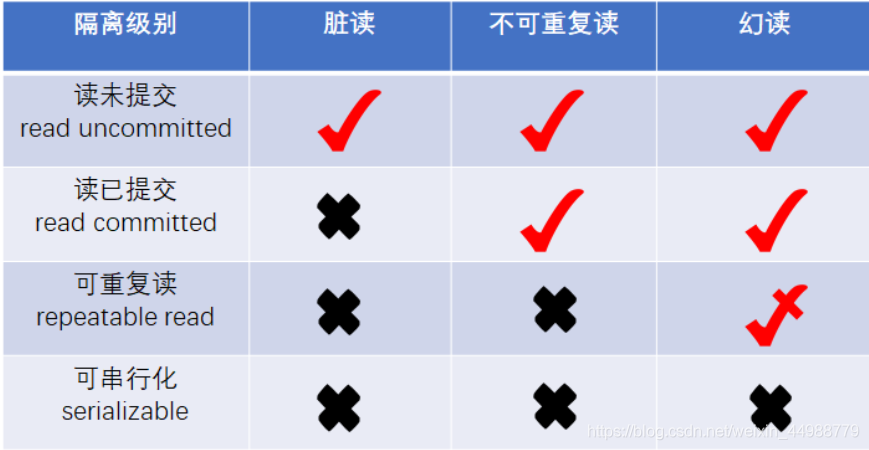 隔离级别 脏读 不可重复读 幻读
读未提交
read uncommitted
读已提交
read committed
可重复读
repeatable read
可串行化
serializable
https://blog.csdn.net/weixin_44988779